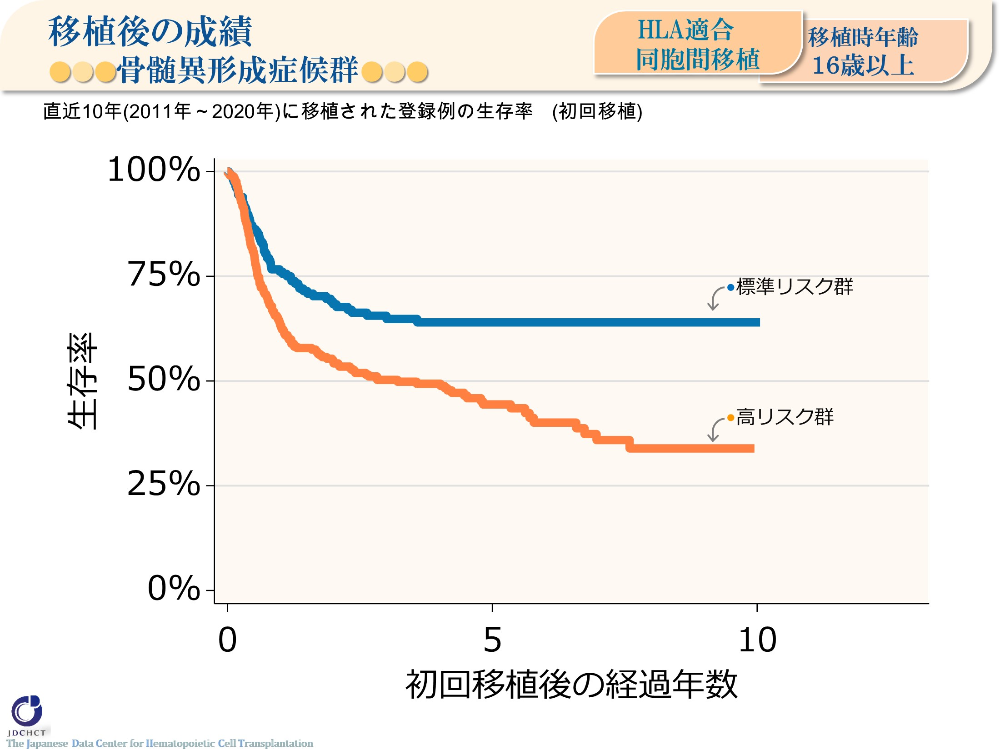 移植後の成績
骨髄異形成症候群
HLA適合
同胞間移植
移植時年齢
16歳以上
直近10年(2011年~2020年)に移植された登録例の生存率 (初回移植)
100%
75%
50%
25%
0%
生存率
標準リスク群
高リスク群
0 5 10
初回移植後の経過年数
JDCHCT
The Japanese Data Center for Hematopoietic Cell Transplantation